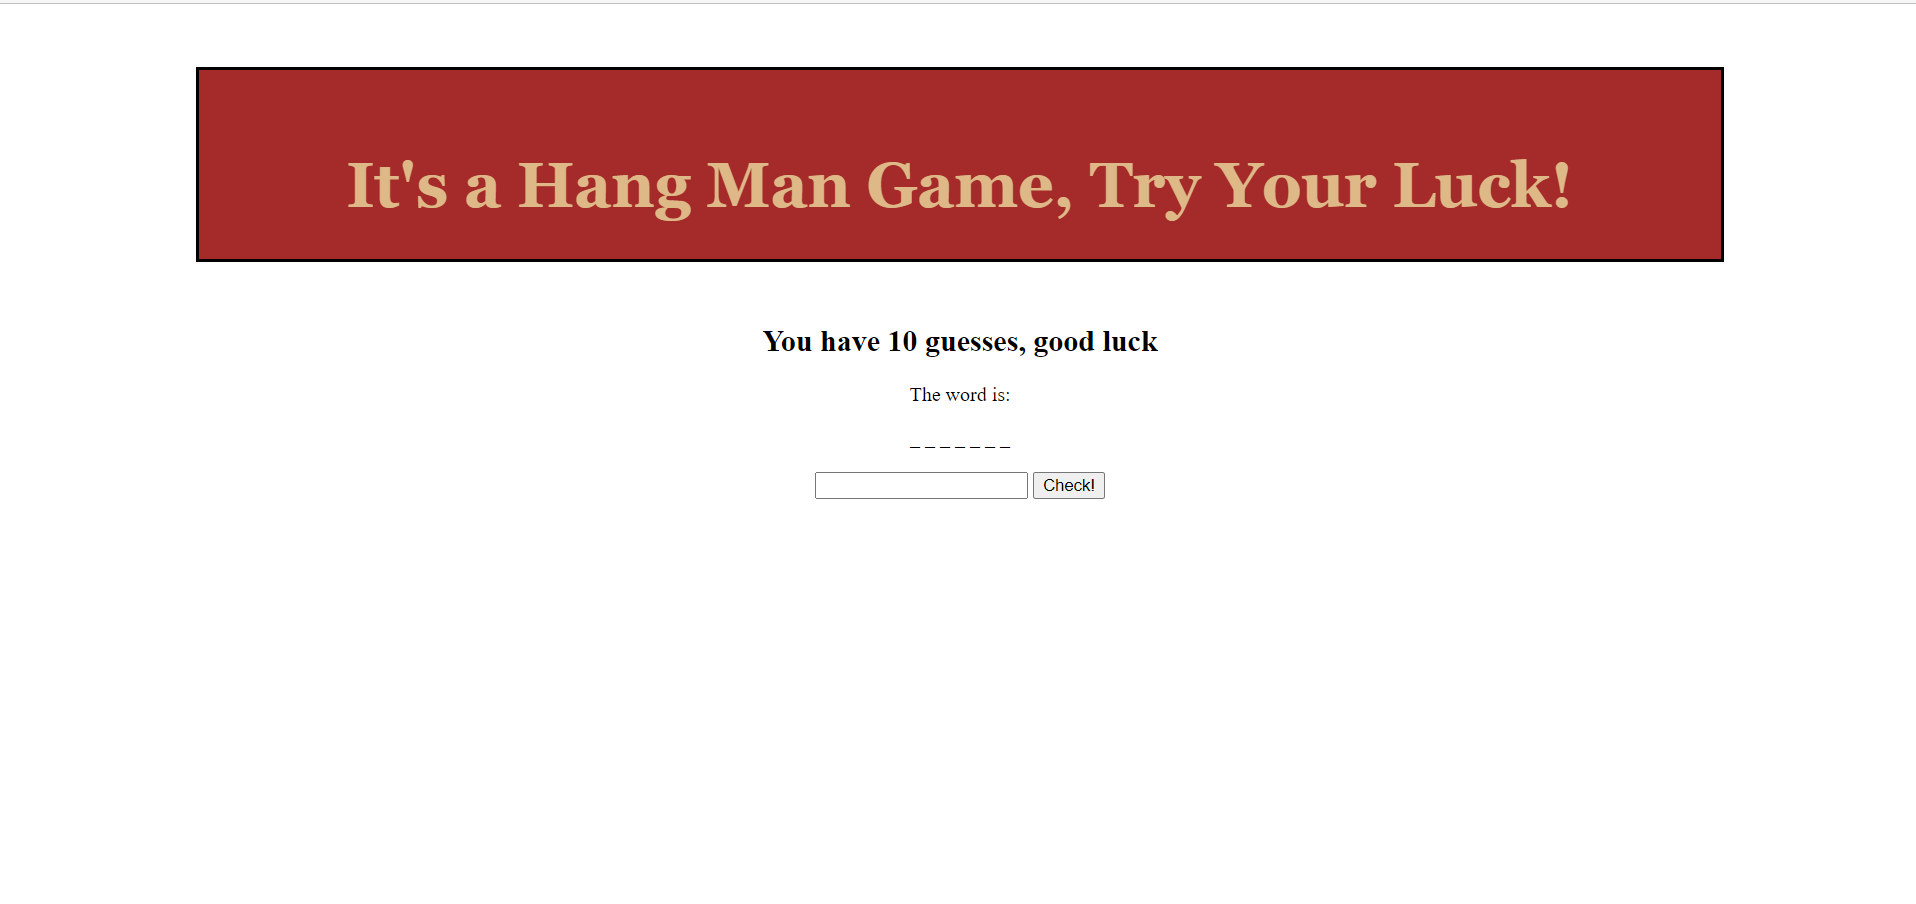 It's a Hang Man Game, Try Your Luck!
You have 10 guesses, good luck
The word is:
_ _ _ _ _ _ _
Check!